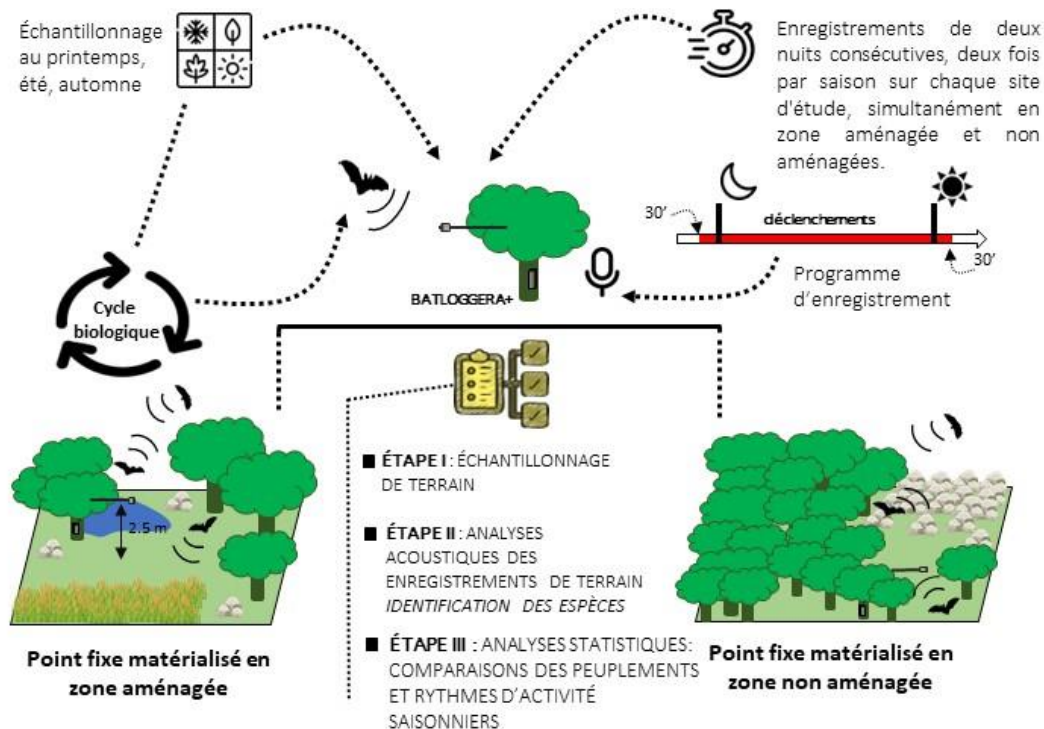 Échantillonnage
au printemps,
été, automne
Enregistrements de deux
nuits consécutives, deux fois
par saison sur chaque site
d'étude, simultanément en
zone aménagée et non
aménagées.
30’
déclenchements
30’
Programme
d’enregistrement
BATLOGGERA+
Cycle
biologique
2.5 m
■ ÉTAPE I : ÉCHANTILLONNAGE
DE TERRAIN
■ ÉTAPE II : ANALYSES
ACOUSTIQUES DES
ENREGISTREMENTS DE TERRAIN
IDENTIFICATION DES ESPÈCES
■ ÉTAPE III : ANALYSES STATISTIQUES:
COMPARAISONS DES PEUPLEMENTS
ET RYTHMES D’ACTIVITÉ
SAISONNIERS
Point fixe matérialisé en
zone aménagée
Point fixe matérialisé en
zone non aménagée